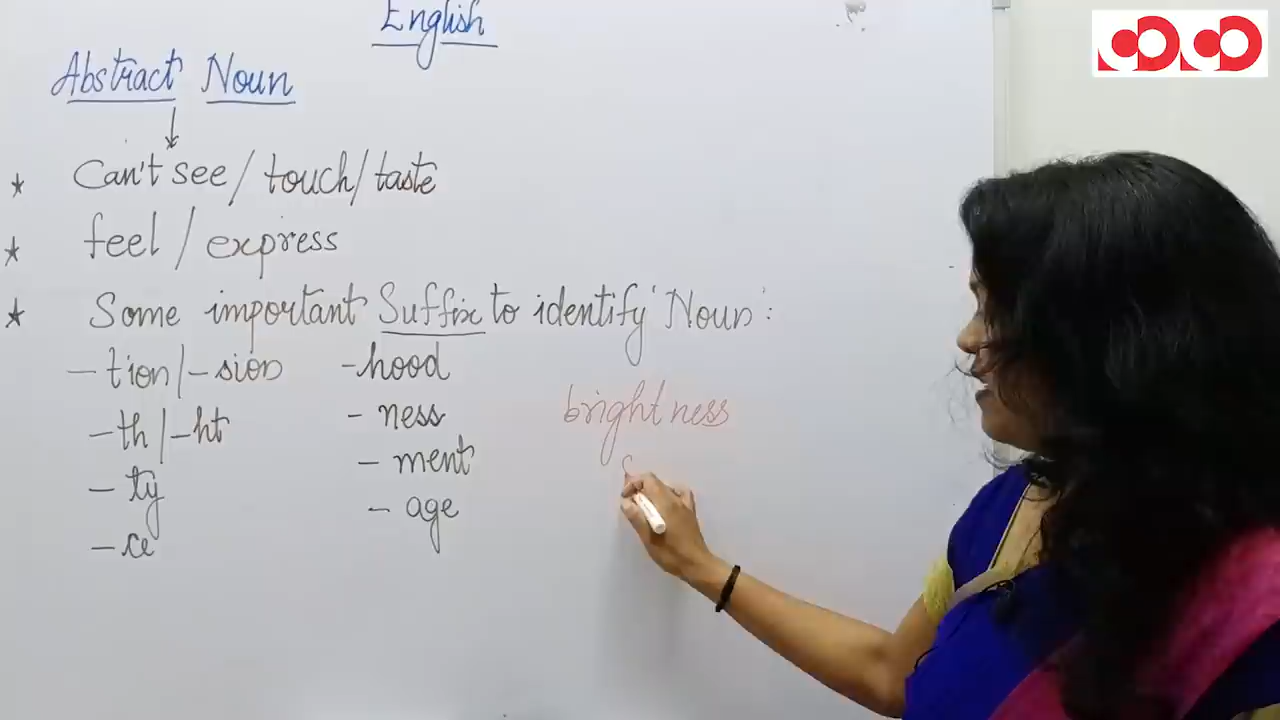 English
Abstract Noun
* Can't see / touch / taste
* feel / express
* Some important Suffix to identify 'Noun':
- tion / - sion - hood
- th / - ht - ness brightness
- ty - ment
- ce - age